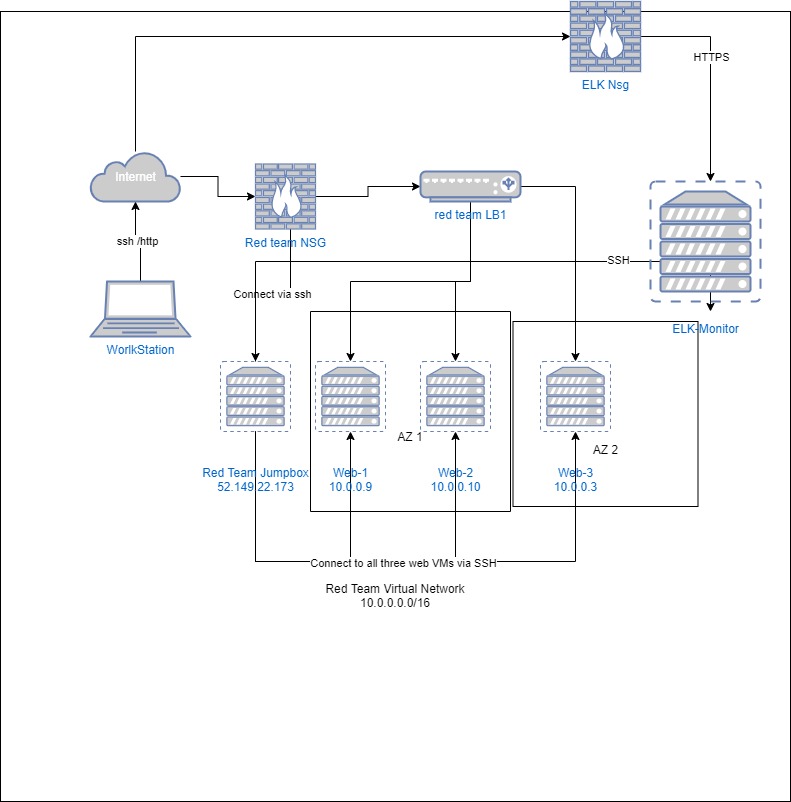 ELK Nsg
HTTPS
Internet
Red team NSG
red team LB1
ssh /http
SSH
Connect via ssh
WorlkStation
ELK-Monitor
AZ 1
AZ 2
Red Team Jumpbox
52.149.22.173
Web-1
10.0.0.9
Web-2
10.0.0.10
Web-3
10.0.0.3
Connect to all three web VMs via SSH
Red Team Virtual Network
10.0.0.0.0/16